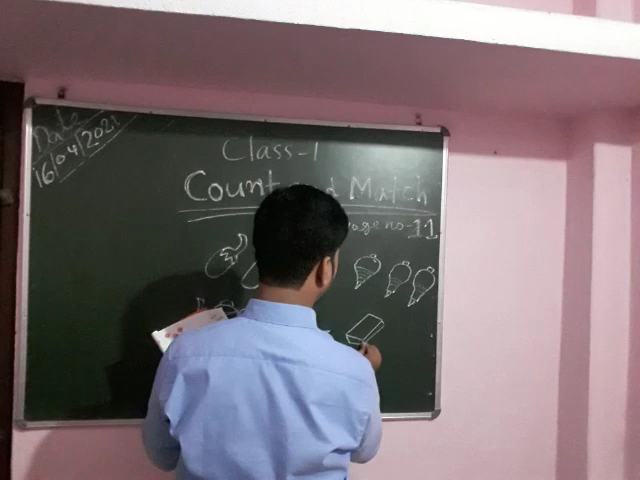 Date
16/04/2021
Class-1
Count and Match
Page no-11